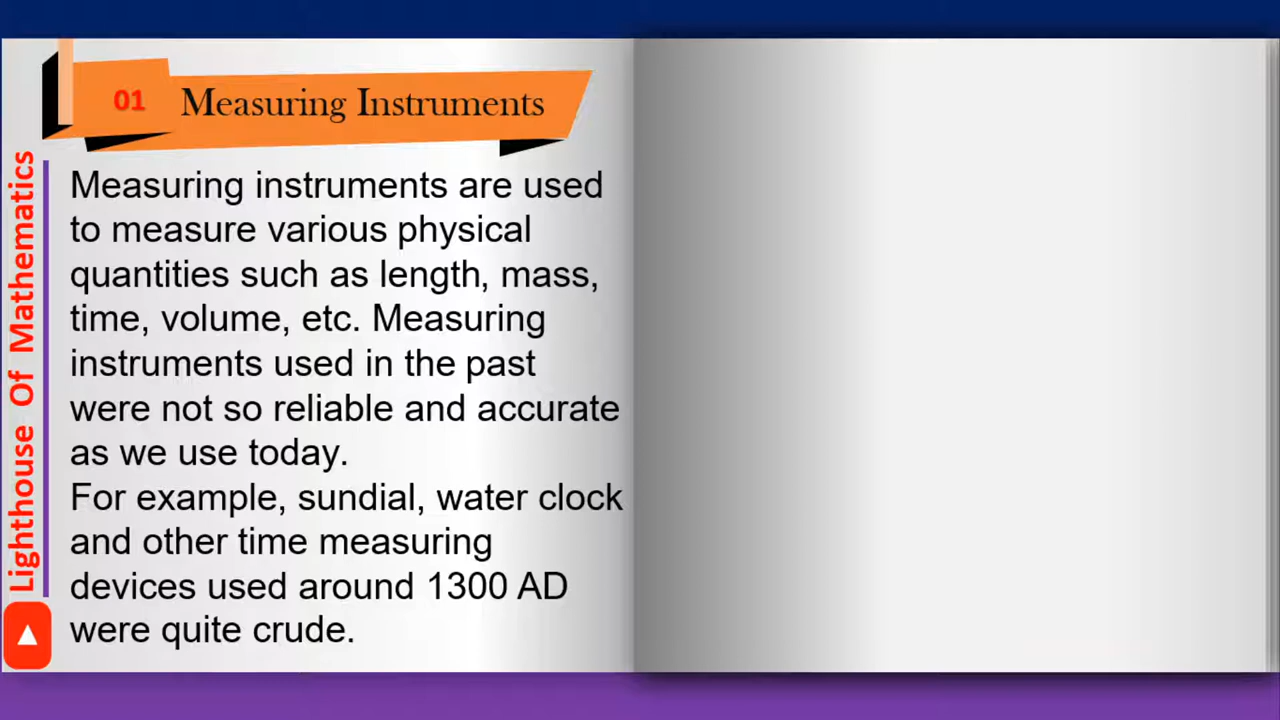 01 Measuring Instruments
Measuring instruments are used
to measure various physical
quantities such as length, mass,
time, volume, etc. Measuring
instruments used in the past
were not so reliable and accurate
as we use today.
For example, sundial, water clock
and other time measuring
devices used around 1300 AD
were quite crude.
Lighthouse Of Mathematics